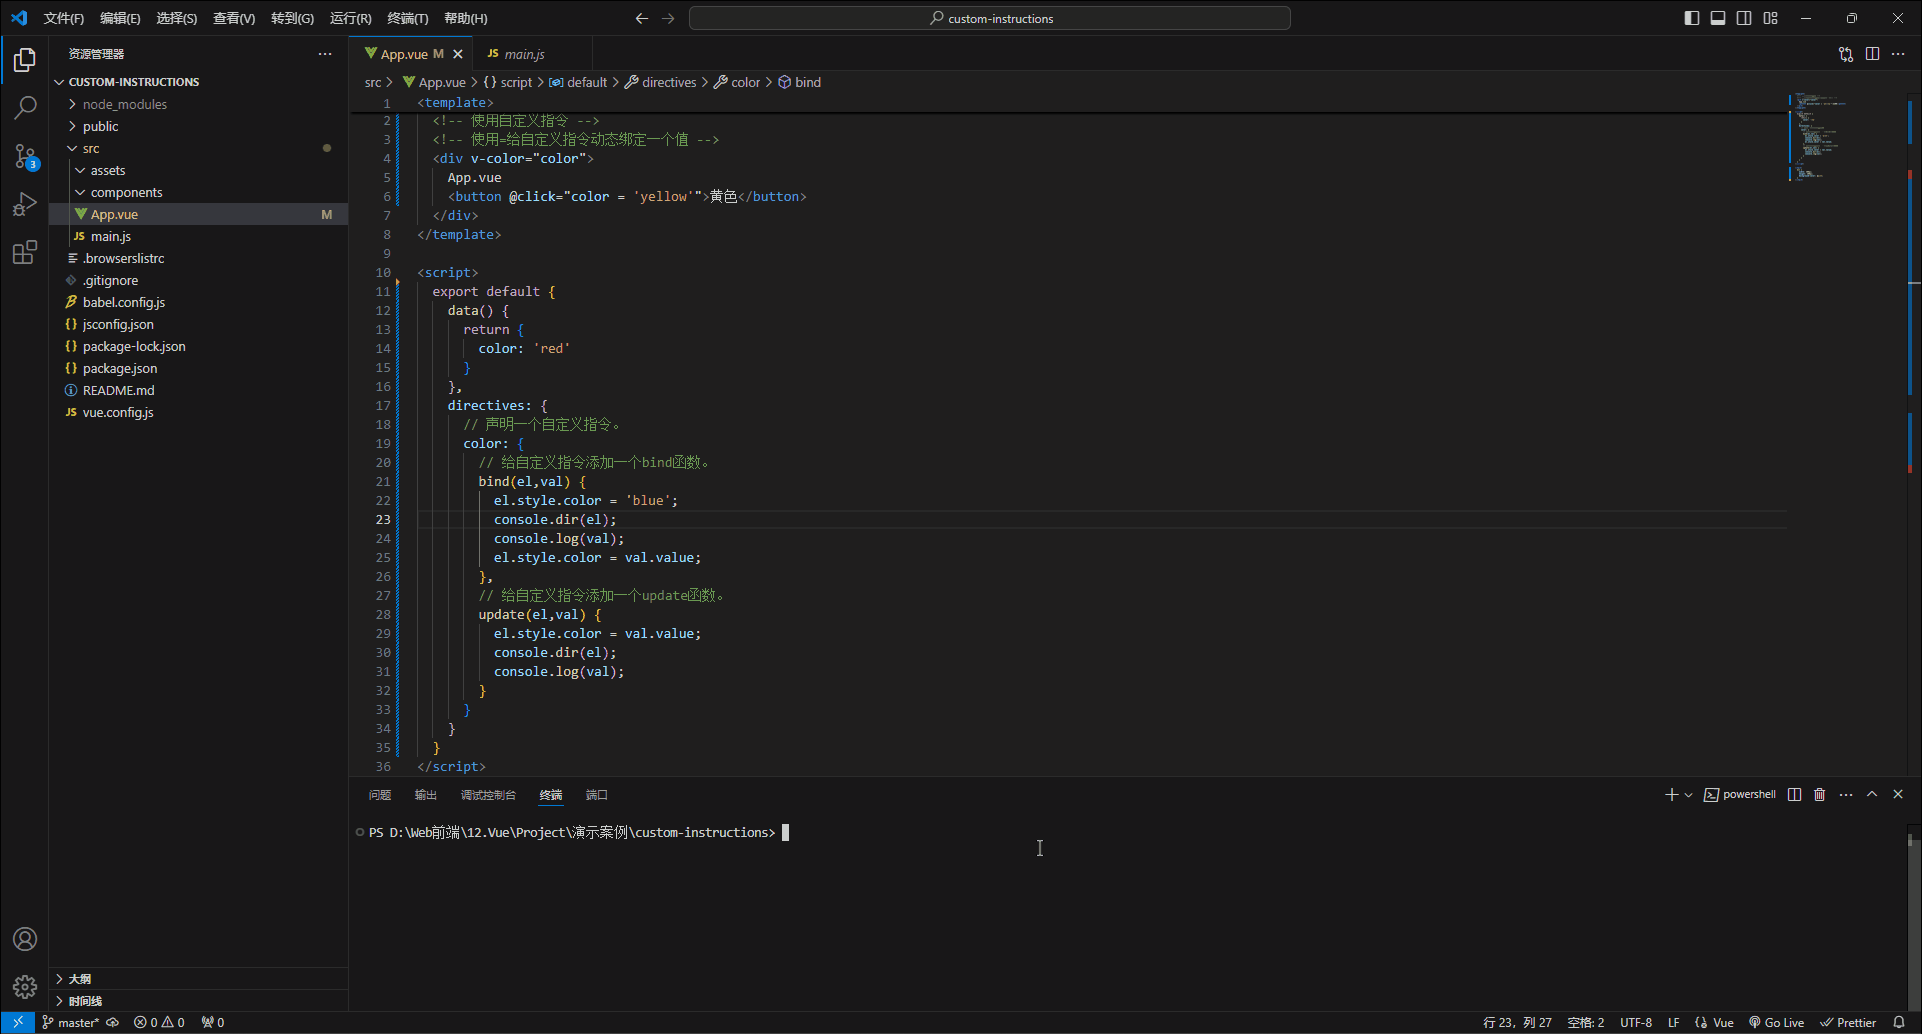 文件(F) 编辑(E) 选择(S) 查看(V) 转到(G) 运行(R) 终端(T) 帮助(H) custom-instructions
资源管理器
CUSTOM-INSTRUCTIONS
node_modules
public
src
assets
components
App.vue M
main.js
.browserslistrc
.gitignore
babel.config.js
jsconfig.json
package-lock.json
package.json
README.md
vue.config.js
大纲
时间线
3
App.vue M main.js
src > App.vue > {} script > default > directives > color > bind
1 <template>
2 <!-- 使用自定义指令 -->
3 <!-- 使用=给自定义指令动态绑定一个值 -->
4 <div v-color="color">
5 App.vue
6 <button @click="color = 'yellow'">黄色</button>
7 </div>
8 </template>
9
10 <script>
11 export default {
12 data() {
13 return {
14 color: 'red'
15 }
16 },
17 directives: {
18 // 声明一个自定义指令。
19 color: {
20 // 给自定义指令添加一个bind函数。
21 bind(el,val) {
22 el.style.color = 'blue';
23 console.dir(el);
24 console.log(val);
25 el.style.color = val.value;
26 },
27 // 给自定义指令添加一个update函数。
28 update(el,val) {
29 el.style.color = val.value;
30 console.dir(el);
31 console.log(val);
32 }
33 }
34 }
35 }
36 </script>
问题 输出 调试控制台 终端 端口 powershell
PS D:\Web前端\12.Vue\Project\演示案例\custom-instructions>
master* 0 0 0 行 23，列 27 空格: 2 UTF-8 LF Vue Go Live Prettier